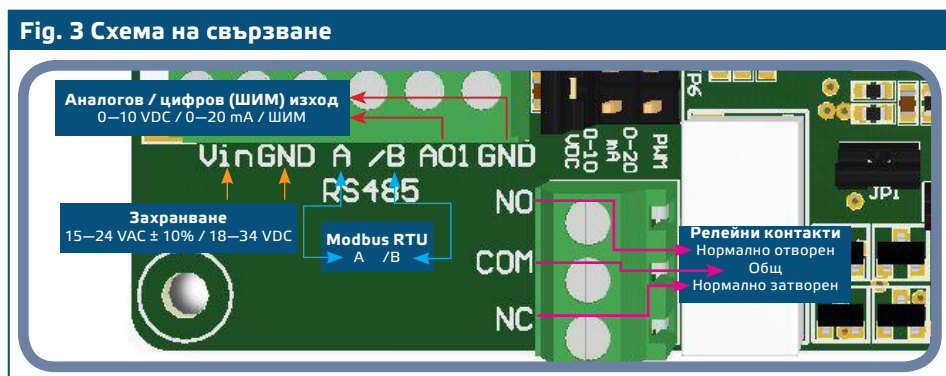 Fig. 3 Схема на свързване
Аналогов / цифров (ШИМ) изход
0—10 VDC / 0—20 mA / ШИМ
Vin GND A /B AO1 GND
RS485
0-10 VDC
0-20 mA
PWM
P6
JP1
Захранване
15—24 VAC ± 10% / 18—34 VDC
Modbus RTU
A /B
NO
COM
NC
Релейни контакти
Нормално отворен
Общ
Нормално затворен